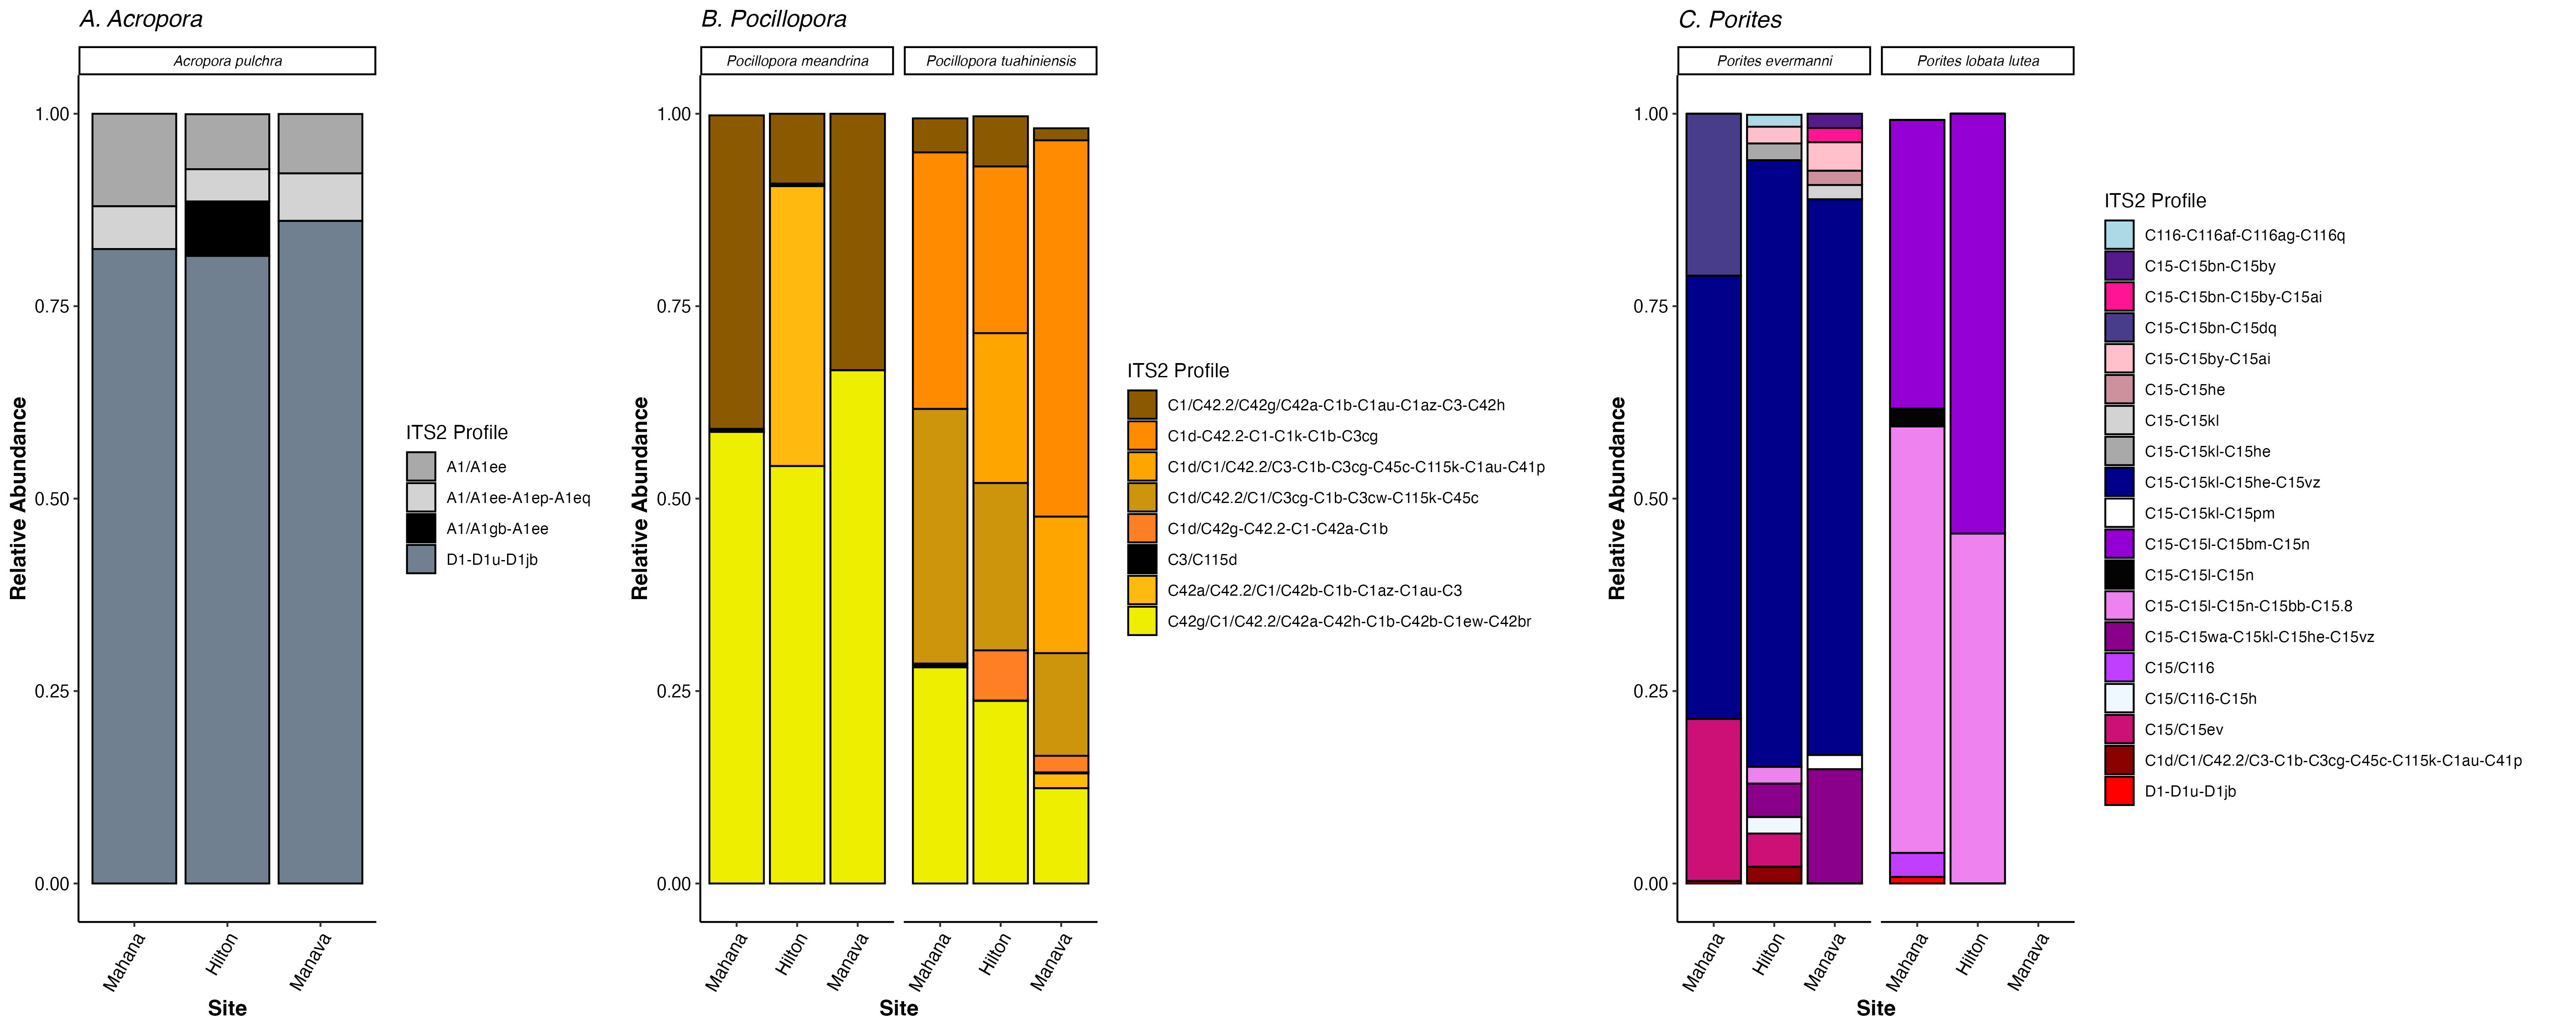 A. Acropora
Acropora pulchra
1.00
0.75
0.50
0.25
0.00
Relative Abundance
Mahana
Hilton
Manava
Site
ITS2 Profile
A1/A1ee
A1/A1ee-A1ep-A1eq
A1/A1gb-A1ee
D1-D1u-D1jb
B. Pocillopora
Pocillopora meandrina
Pocillopora tuahiniensis
1.00
0.75
0.50
0.25
0.00
Relative Abundance
Mahana
Hilton
Manava
Mahana
Hilton
Manava
Site
ITS2 Profile
C1/C42.2/C42g/C42a-C1b-C1au-C1az-C3-C42h
C1d-C42.2-C1-C1k-C1b-C3cg
C1d/C1/C42.2/C3-C1b-C3cg-C45c-C115k-C1au-C41p
C1d/C42.2/C1/C3cg-C1b-C3cw-C115k-C45c
C1d/C42g-C42.2-C1-C42a-C1b
C3/C115d
C42a/C42.2/C1/C42b-C1b-C1az-C1au-C3
C42g/C1/C42.2/C42a-C42h-C1b-C42b-C1ew-C42br
C. Porites
Porites evermanni
Porites lobata lutea
1.00
0.75
0.50
0.25
0.00
Relative Abundance
Mahana
Hilton
Manava
Mahana
Hilton
Manava
Site
ITS2 Profile
C116-C116af-C116ag-C116q
C15-C15bn-C15by
C15-C15bn-C15by-C15ai
C15-C15bn-C15dq
C15-C15by-C15ai
C15-C15he
C15-C15kl
C15-C15kl-C15he
C15-C15kl-C15he-C15vz
C15-C15kl-C15pm
C15-C15l-C15bm-C15n
C15-C15l-C15n
C15-C15l-C15n-C15bb-C15.8
C15-C15wa-C15kl-C15he-C15vz
C15/C116
C15/C116-C15h
C15/C15ev
C1d/C1/C42.2/C3-C1b-C3cg-C45c-C115k-C1au-C41p
D1-D1u-D1jb